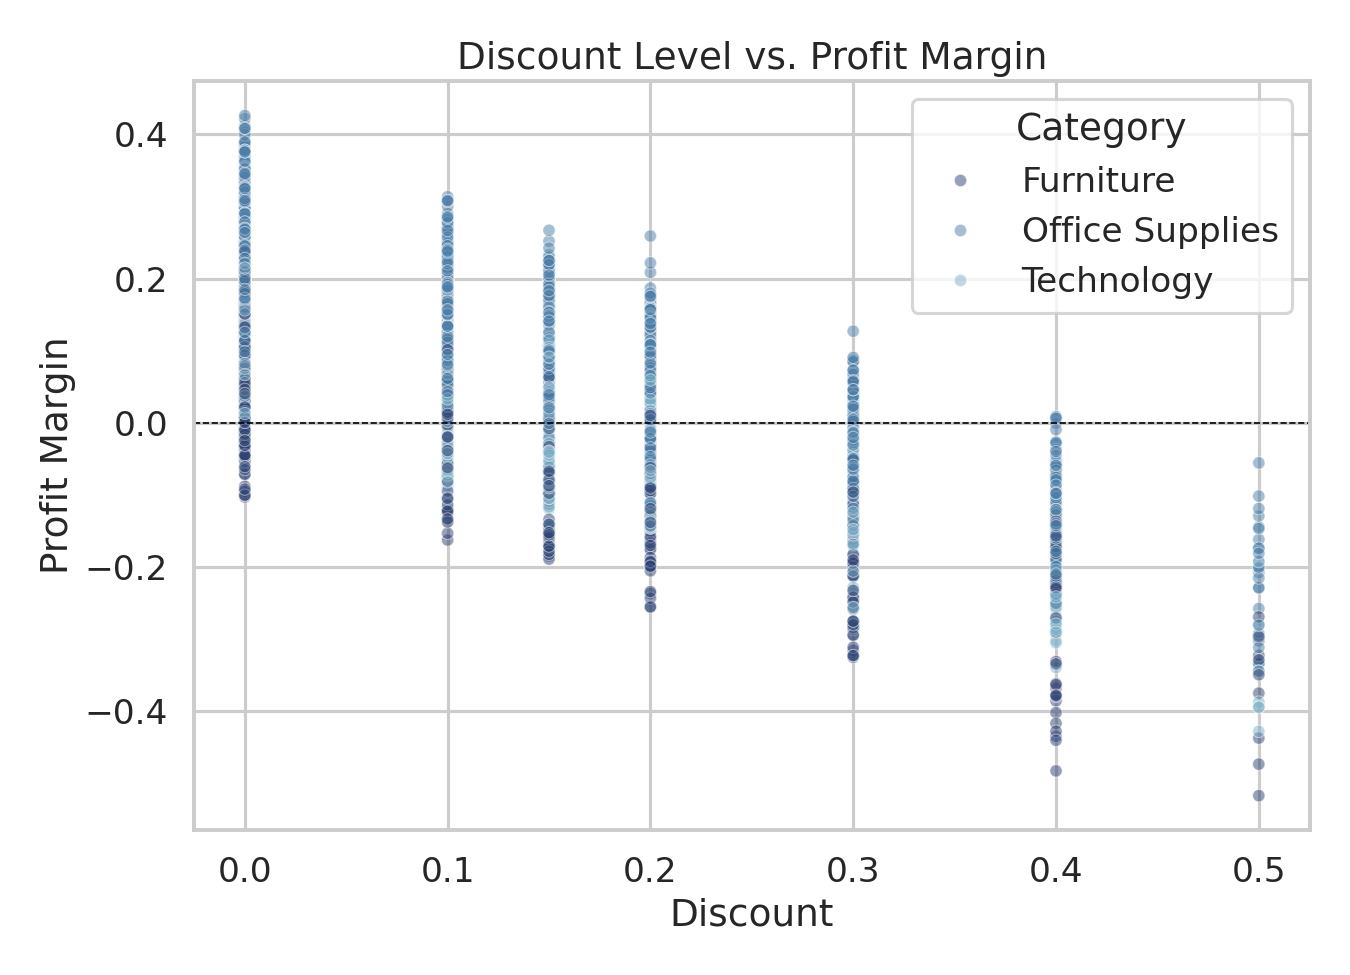 Discount Level vs. Profit Margin
Category
Furniture
Office Supplies
Technology
Profit Margin
0.4
0.2
0.0
−0.2
−0.4
0.0 0.1 0.2 0.3 0.4 0.5
Discount